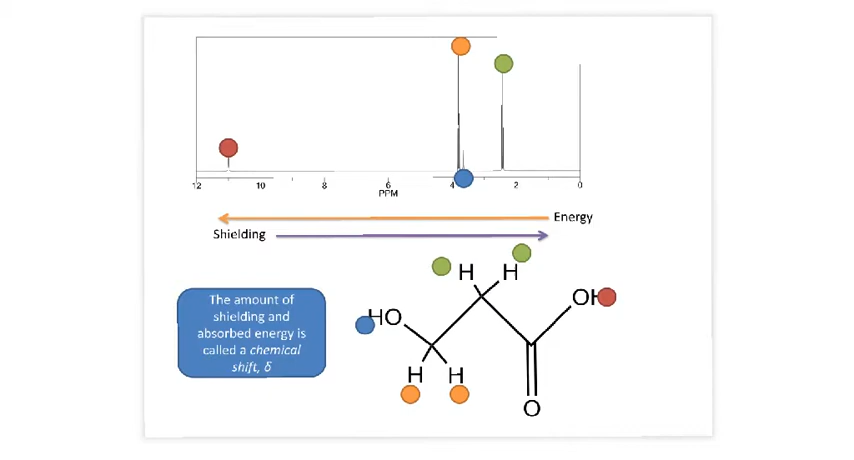 12 10 8 6 4 2 0
PPM
Energy
Shielding
The amount of
shielding and
absorbed energy is
called a chemical
shift, δ
H H
OH
HO
H H
O